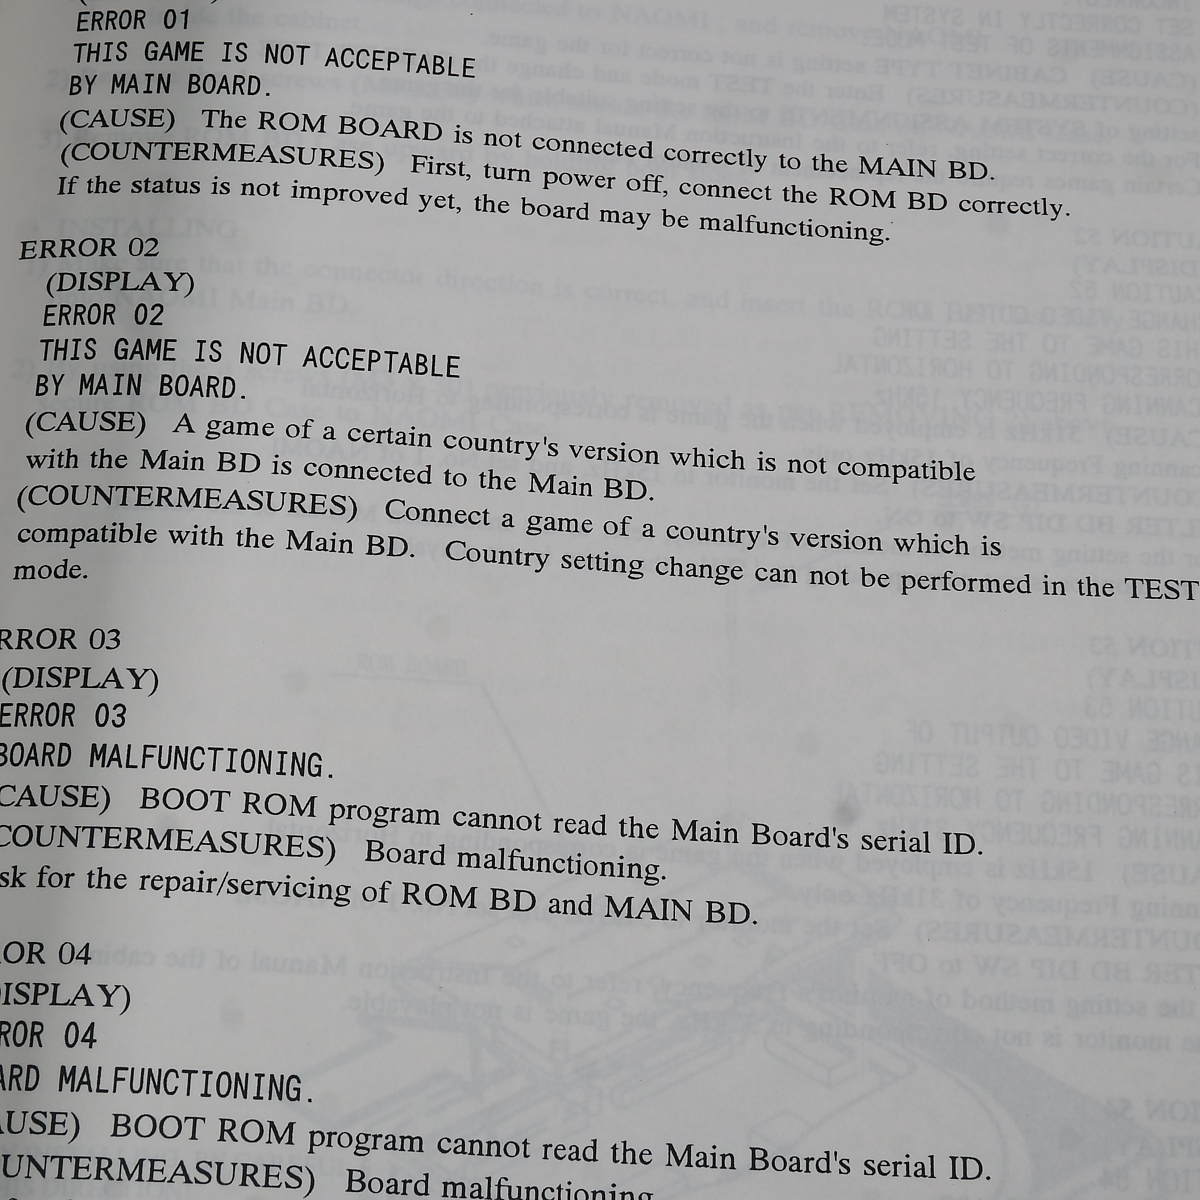 ERROR 01
THIS GAME IS NOT ACCEPTABLE
BY MAIN BOARD.
(CAUSE) The ROM BOARD is not connected correctly to the MAIN BD.
(COUNTERMEASURES) First, turn power off, connect the ROM BD correctly.
If the status is not improved yet, the board may be malfunctioning.
ERROR 02
(DISPLAY)
ERROR 02
THIS GAME IS NOT ACCEPTABLE
BY MAIN BOARD.
(CAUSE) A game of a certain country's version which is not compatible
with the Main BD is connected to the Main BD.
(COUNTERMEASURES) Connect a game of a country's version which is
compatible with the Main BD. Country setting change can not be performed in the TEST
mode.
RROR 03
(DISPLAY)
ERROR 03
BOARD MALFUNCTIONING.
CAUSE) BOOT ROM program cannot read the Main Board's serial ID.
COUNTERMEASURES) Board malfunctioning.
sk for the repair/servicing of ROM BD and MAIN BD.
OR 04
ISPLAY)
ROR 04
ARD MALFUNCTIONING.
AUSE) BOOT ROM program cannot read the Main Board's serial ID.
UNTERMEASURES) Board malfunctioning.